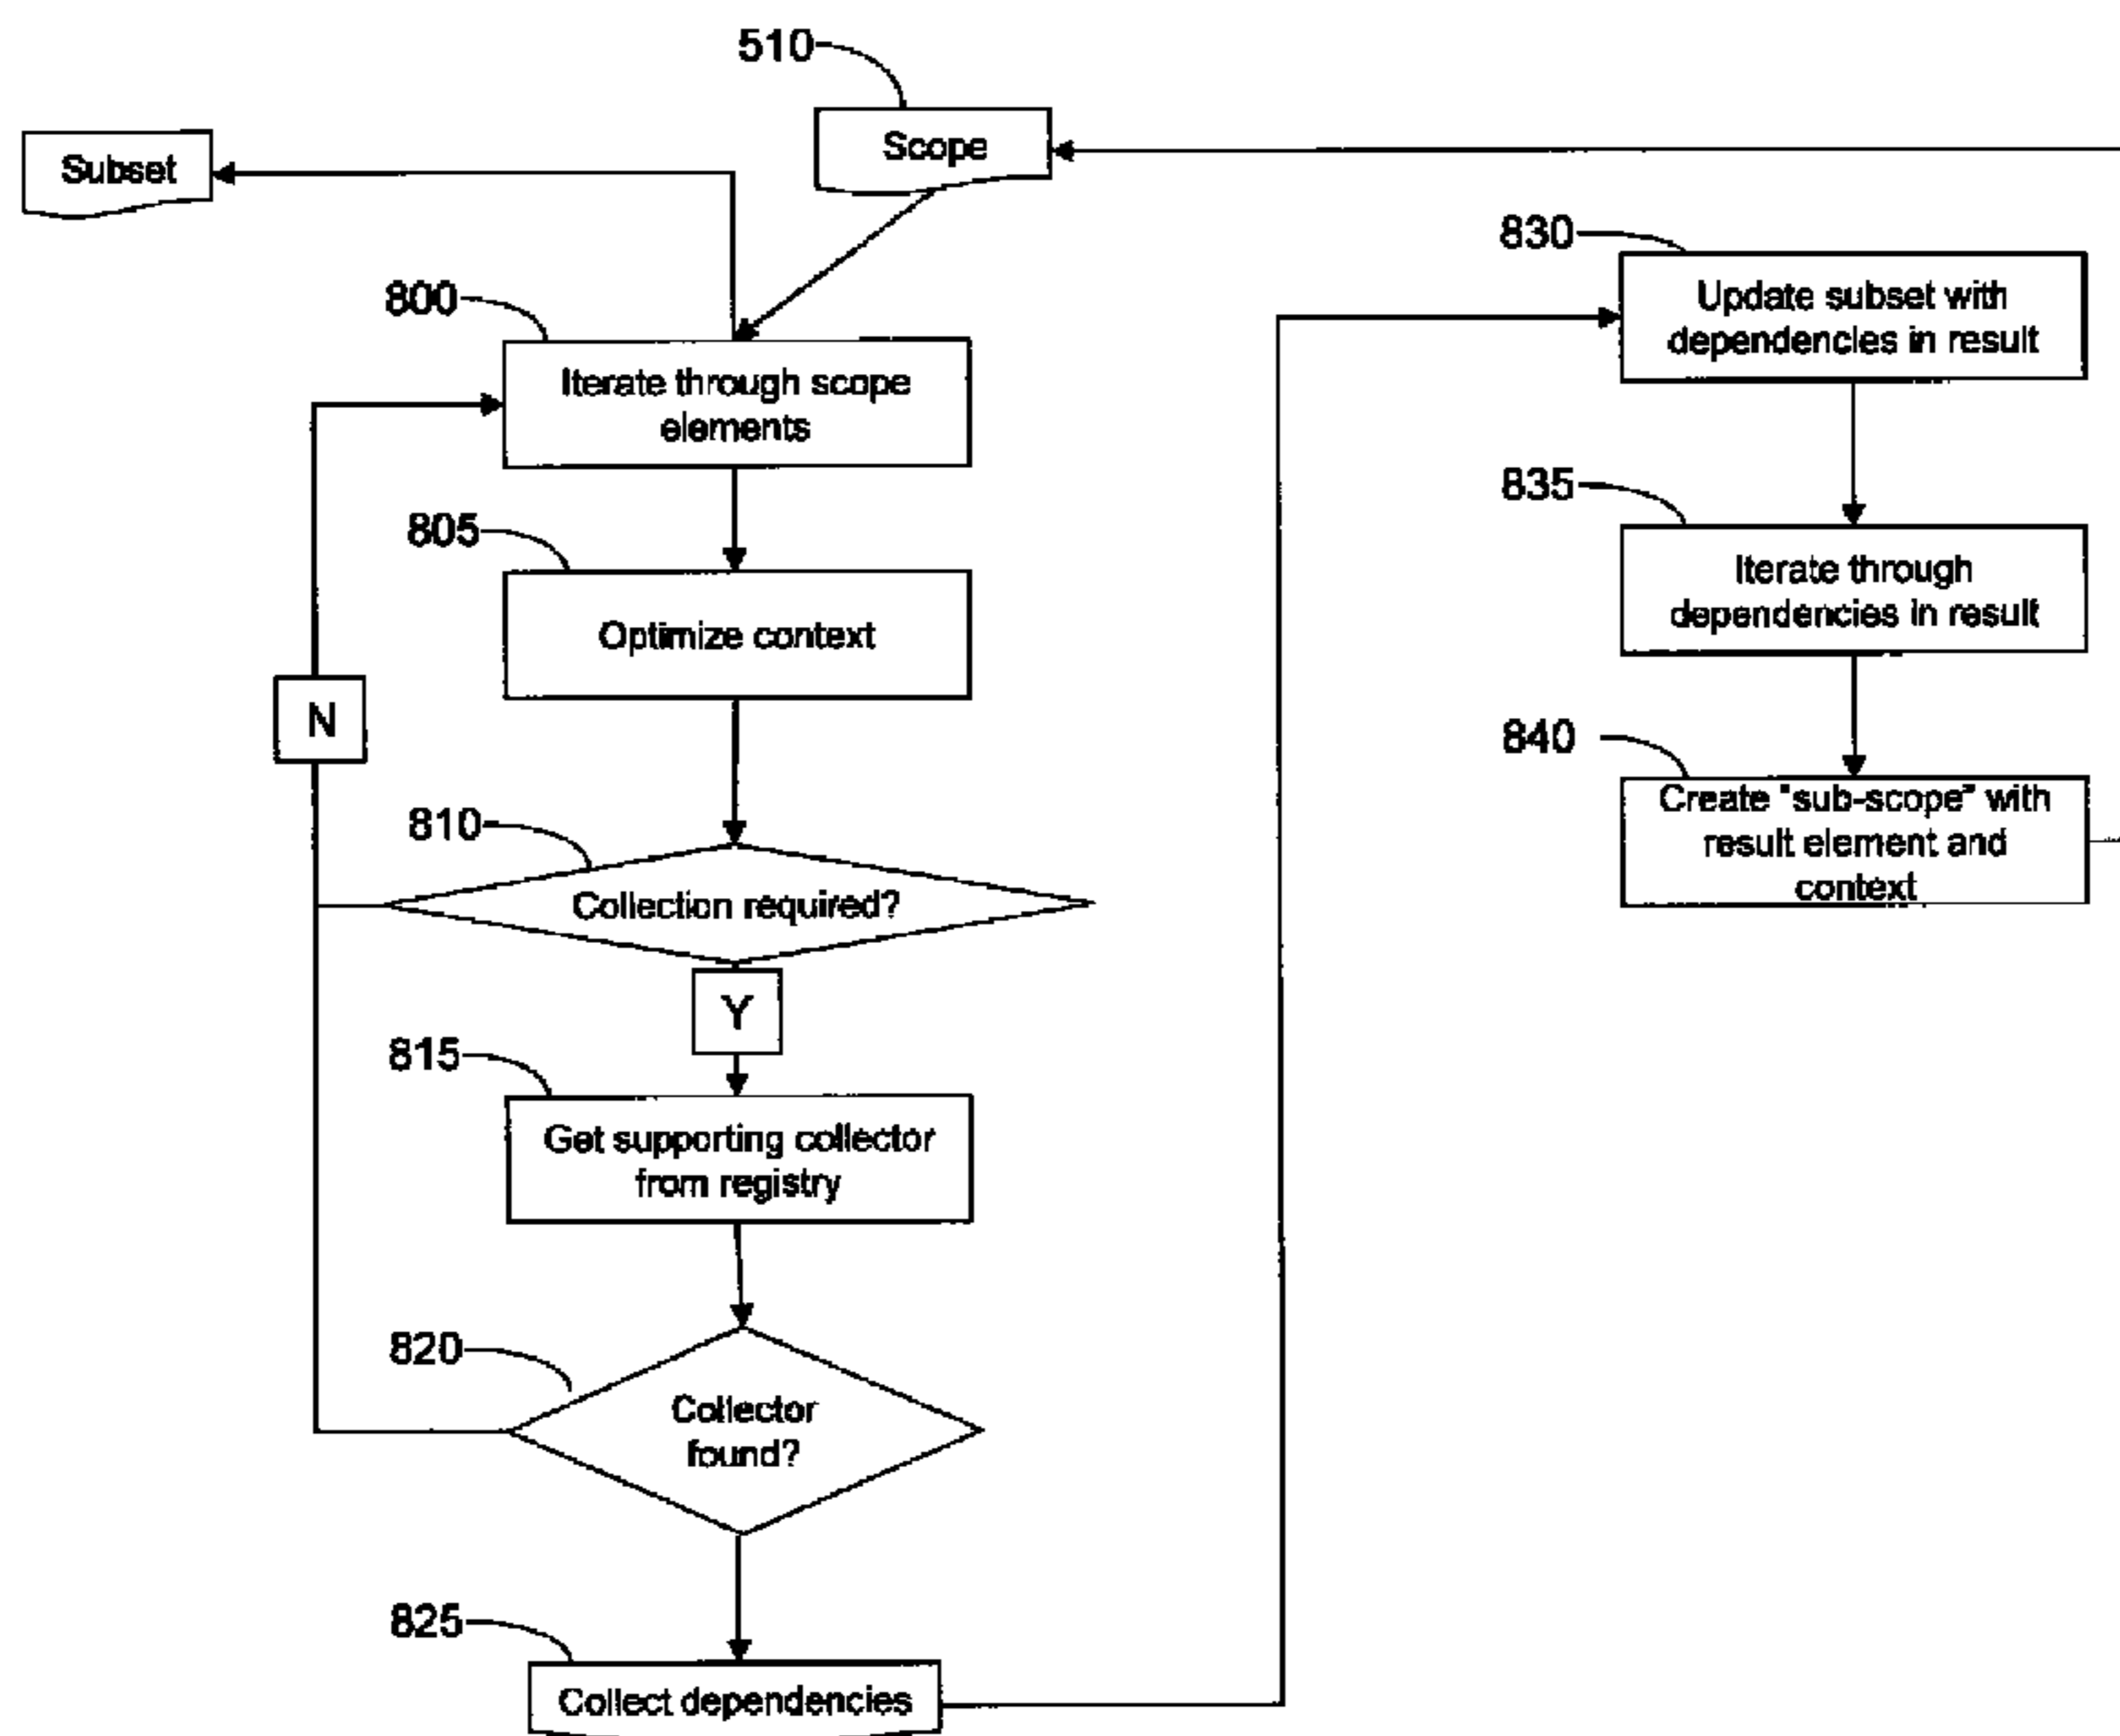 510
Scope
Subset
800
Iterate through scope
elements
805
Optimize context
N
810
Collection required?
Y
815
Get supporting collector
from registry
820
Collector
found?
825
Collect dependencies
830
Update subset with
dependencies in result
835
Iterate through
dependencies in result
840
Create "sub-scope" with
result element and
context